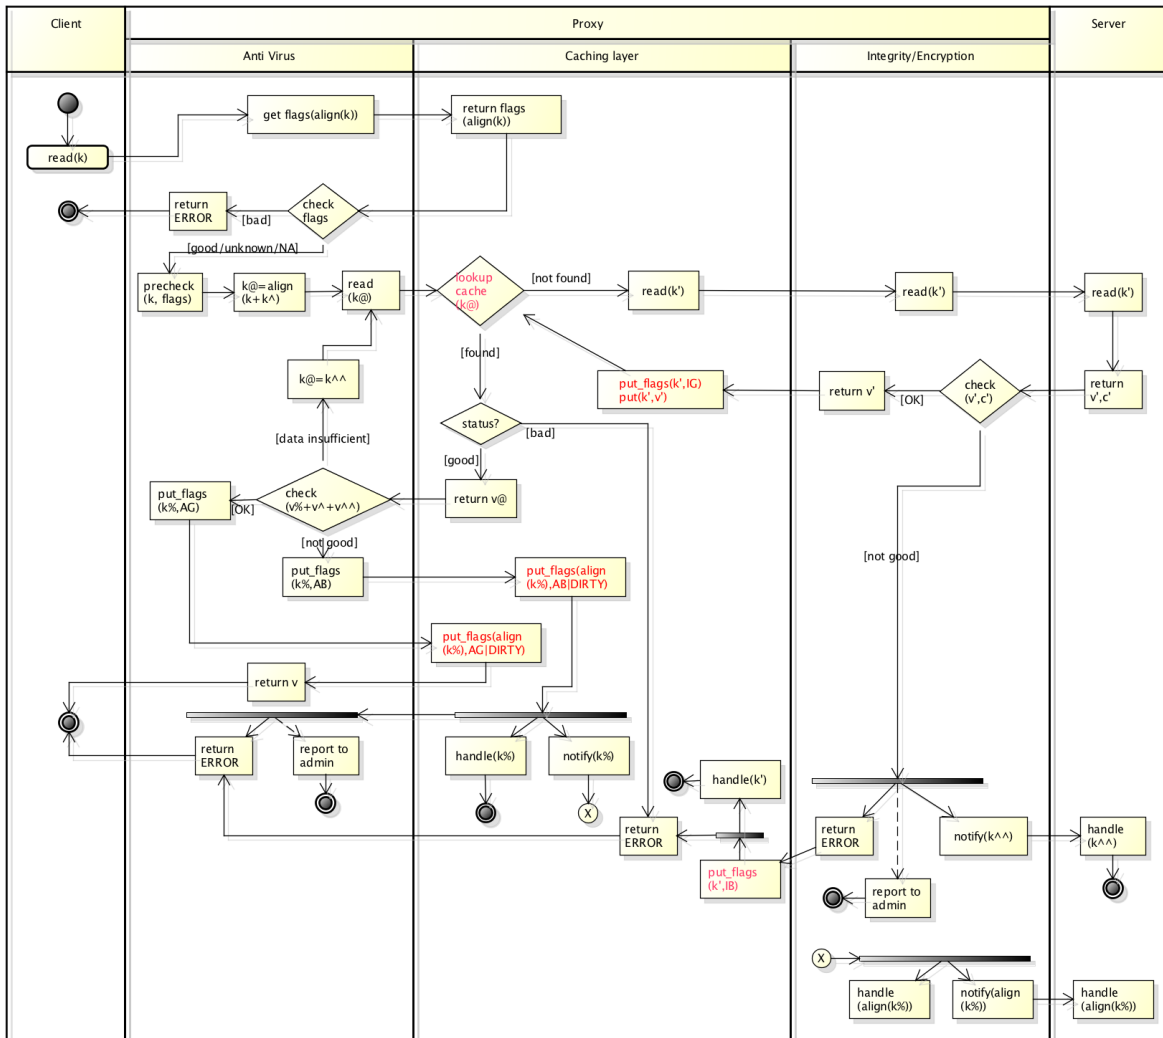 Client
Proxy
Server
Anti Virus
Caching layer
Integrity/Encryption
get flags(align(k))
return flags
(align(k))
read(k)
return
ERROR
[bad]
check
flags
[good/unknown/NA]
precheck
(k, flags)
k@=align
(k+k^)
read
(k@)
lookup
cache
(k@)
[not found]
read(k')
read(k')
read(k')
[found]
k@=k^^
put_flags(k',IG)
put(k',v')
return v'
[OK]
check
(v',c')
return
v',c'
status?
[bad]
[data insufficient]
[good]
put_flags
(k%,AG)
[OK]
check
(v%+v^+v^^)
return v@
[not good]
put_flags
(k%,AB)
put_flags(align
(k%),AB|DIRTY)
[not good]
put_flags(align
(k%),AG|DIRTY)
return v
return
ERROR
report to
admin
handle(k%)
notify(k%)
handle(k')
X
return
ERROR
return
ERROR
notify(k^^)
handle
(k^^)
put_flags
(k',IB)
report to
admin
X
handle
(align(k%))
notify(align
(k%))
handle
(align(k%))